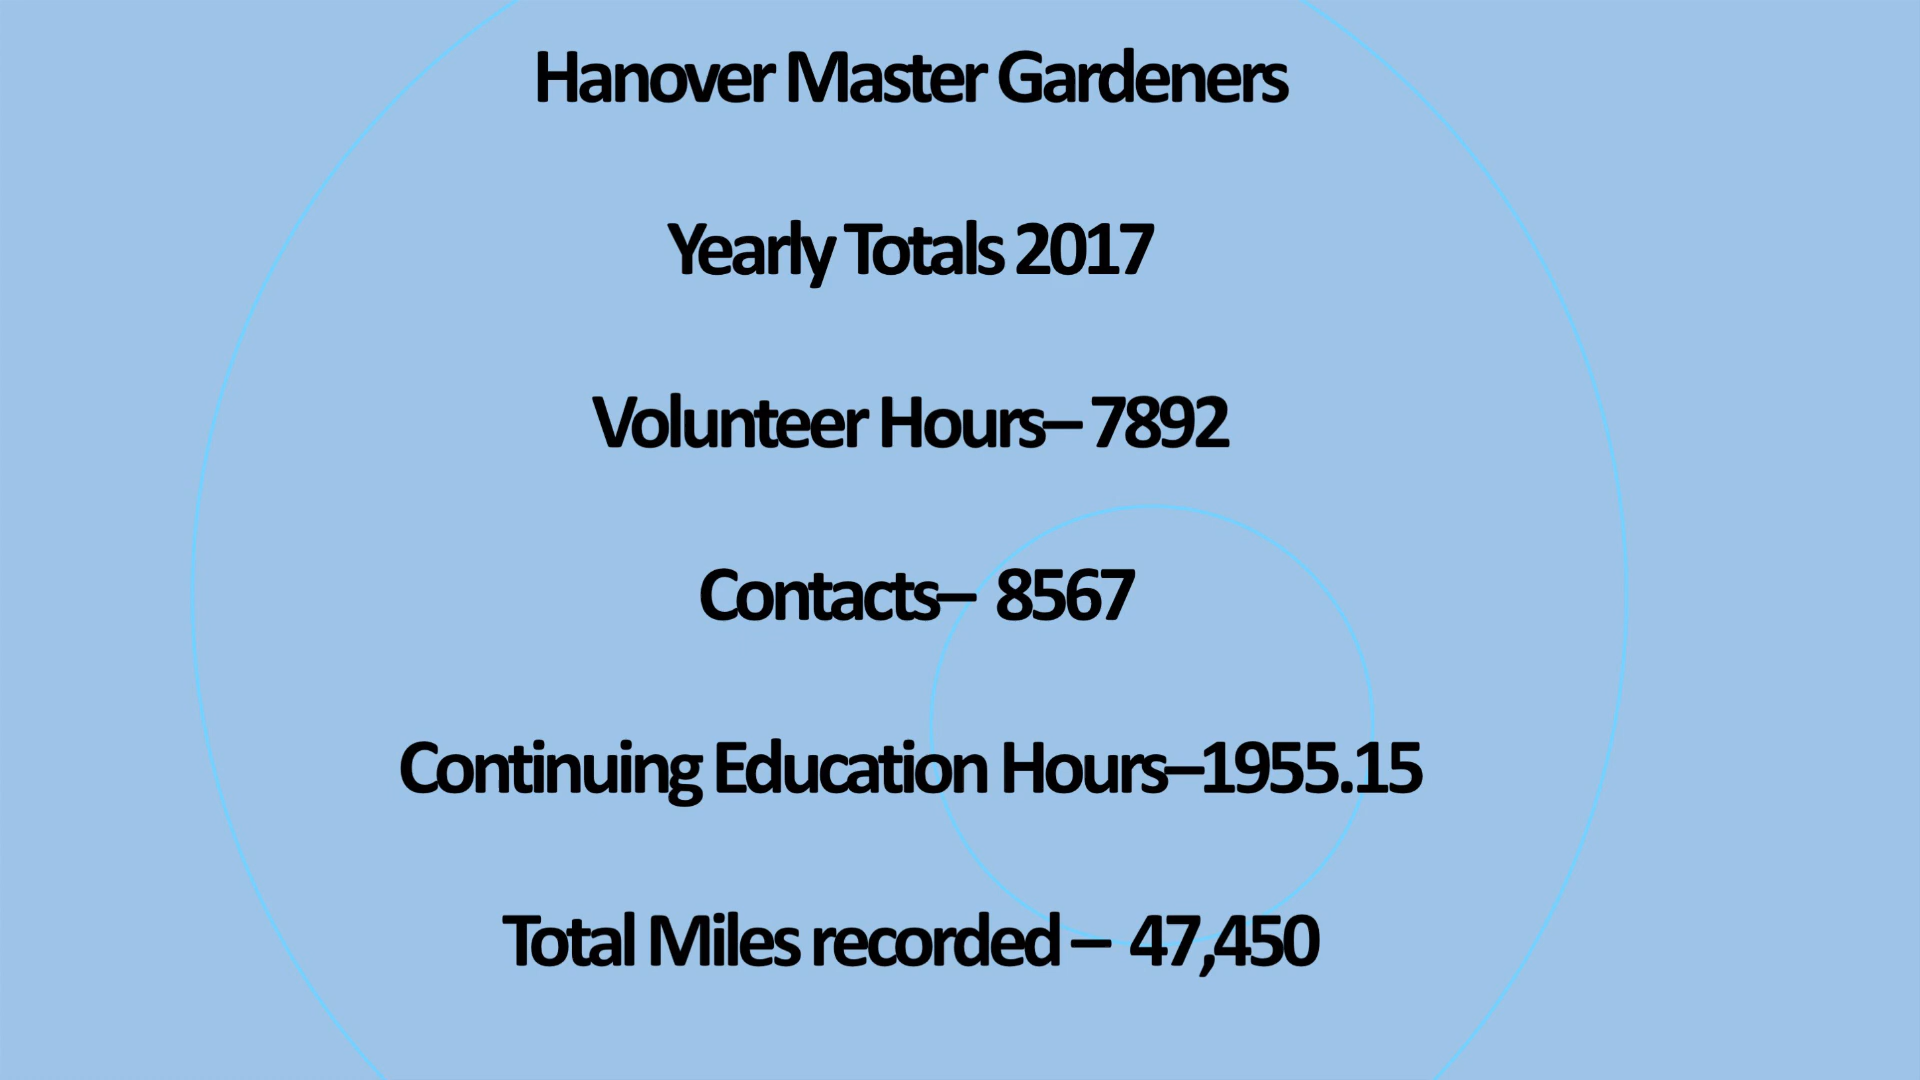 Hanover Master Gardeners
Yearly Totals 2017
Volunteer Hours– 7892
Contacts– 8567
Continuing Education Hours–1955.15
Total Miles recorded – 47,450